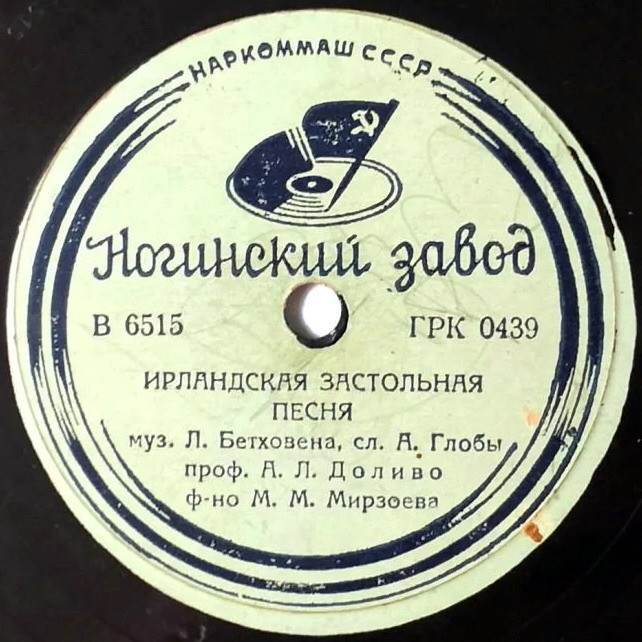 НАРКОММАШ СССР
Ногинский завод
В 6515 ГРК 0439
ИРЛАНДСКАЯ ЗАСТОЛЬНАЯ
ПЕСНЯ
муз. Л. Бетховена, сл. А. Глобы
проф. А. Л. Доливо
ф-но М. М. Мирзоева